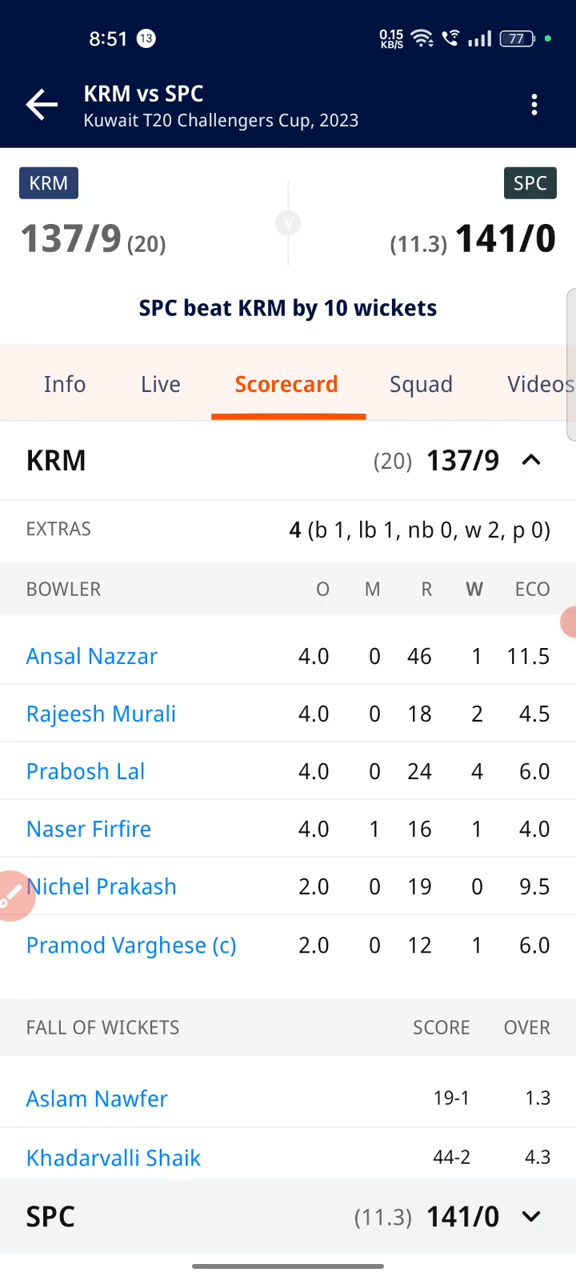 8:51 13 0.15 KB/S 77
KRM vs SPC
Kuwait T20 Challengers Cup, 2023
KRM SPC
137/9 (20) V (11.3) 141/0
SPC beat KRM by 10 wickets
Info Live Scorecard Squad Videos
KRM (20) 137/9
EXTRAS 4 (b 1, lb 1, nb 0, w 2, p 0)
BOWLER O M R W ECO
Ansal Nazzar 4.0 0 46 1 11.5
Rajeesh Murali 4.0 0 18 2 4.5
Prabosh Lal 4.0 0 24 4 6.0
Naser Firfire 4.0 1 16 1 4.0
Nichel Prakash 2.0 0 19 0 9.5
Pramod Varghese (c) 2.0 0 12 1 6.0
FALL OF WICKETS SCORE OVER
Aslam Nawfer 19-1 1.3
Khadarvalli Shaik 44-2 4.3
SPC (11.3) 141/0